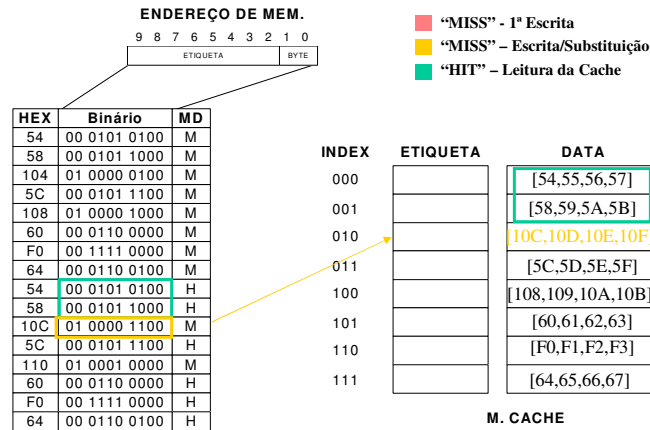 ENDEREÇO DE MEM.
9 8 7 6 5 4 3 2 1 0
ETIQUETA BYTE
"MISS" - 1ª Escrita
"MISS" – Escrita/Substituição
"HIT" – Leitura da Cache
HEX Binário MD
54 00 0101 0100 M
58 00 0101 1000 M
104 01 0000 0100 M
5C 00 0101 1100 M
108 01 0000 1000 M
60 00 0110 0000 M
F0 00 1111 0000 M
64 00 0110 0100 M
54 00 0101 0100 H
58 00 0101 1000 H
10C 01 0000 1100 M
5C 00 0101 1100 H
110 01 0001 0000 M
60 00 0110 0000 H
F0 00 1111 0000 H
64 00 0110 0100 H
INDEX ETIQUETA DATA
000 [54,55,56,57]
001 [58,59,5A,5B]
010 [10C,10D,10E,10F]
011 [5C,5D,5E,5F]
100 [108,109,10A,10B]
101 [60,61,62,63]
110 [F0,F1,F2,F3]
111 [64,65,66,67]
M. CACHE